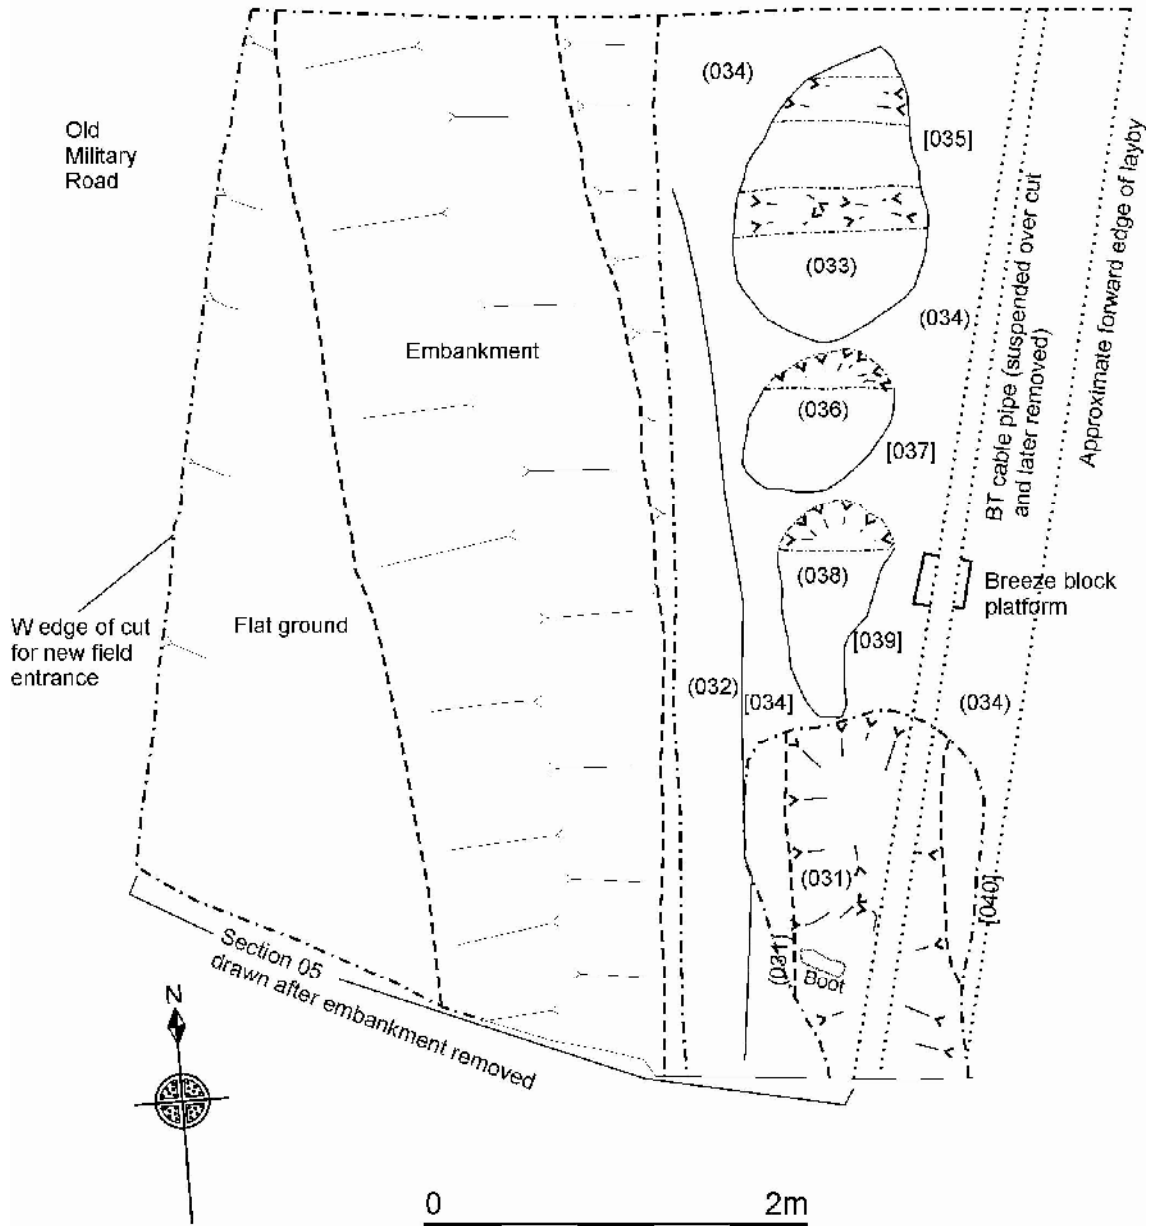 (034)
Old
Military
Road
[035]
(033)
(034)
Embankment
(036)
[037]
BT cable pipe (suspended over cut
and later removed)
Approximate forward edge of layby
(038)
Breeze block
platform
W edge of cut
for new field
entrance
Flat ground
[039]
(032)
[034]
(034)
(031)
[040]
(031)
Boot
Section 05
drawn after embankment removed
N
0
2m